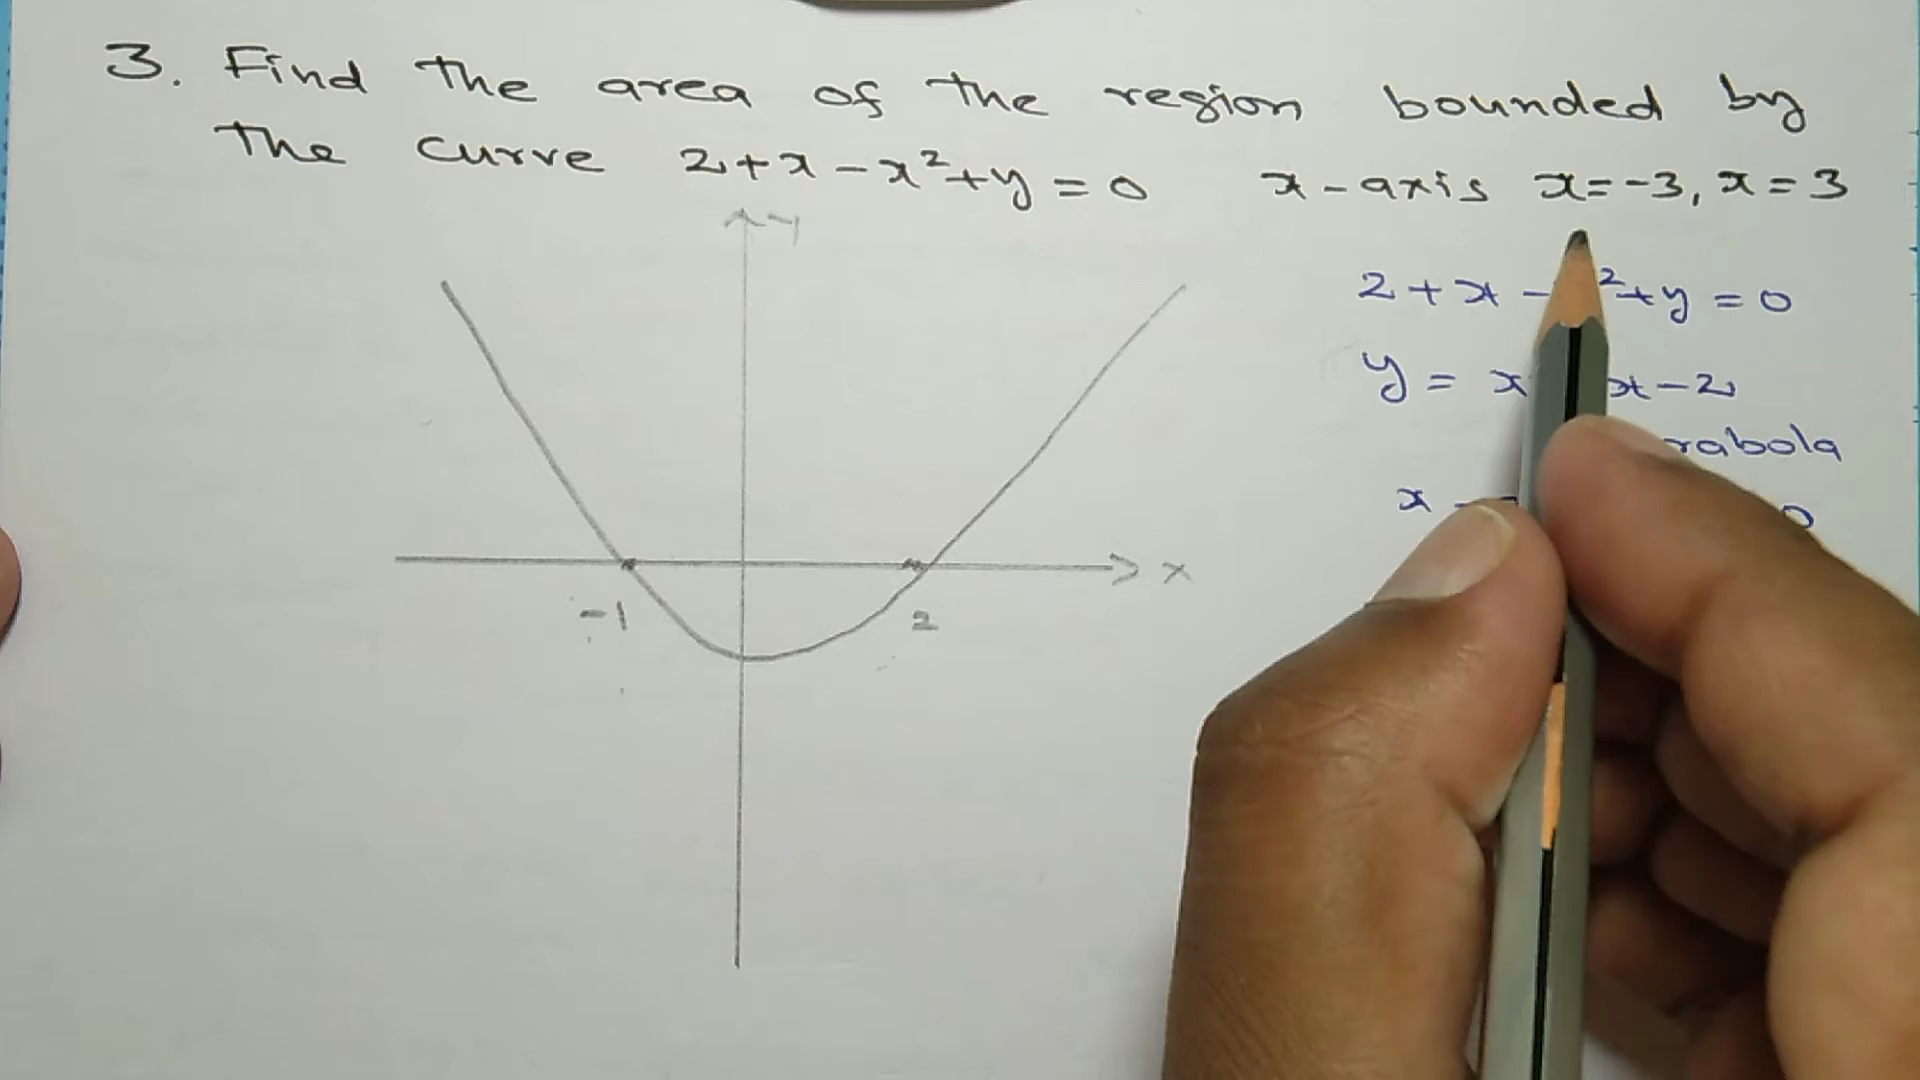 3. Find the area of the region bounded by
the curve 2+x-x²+y=0 x-axis x=-3, x=3
Y
2+x- ²+y=0
y = x x-2
x
x
-1 2